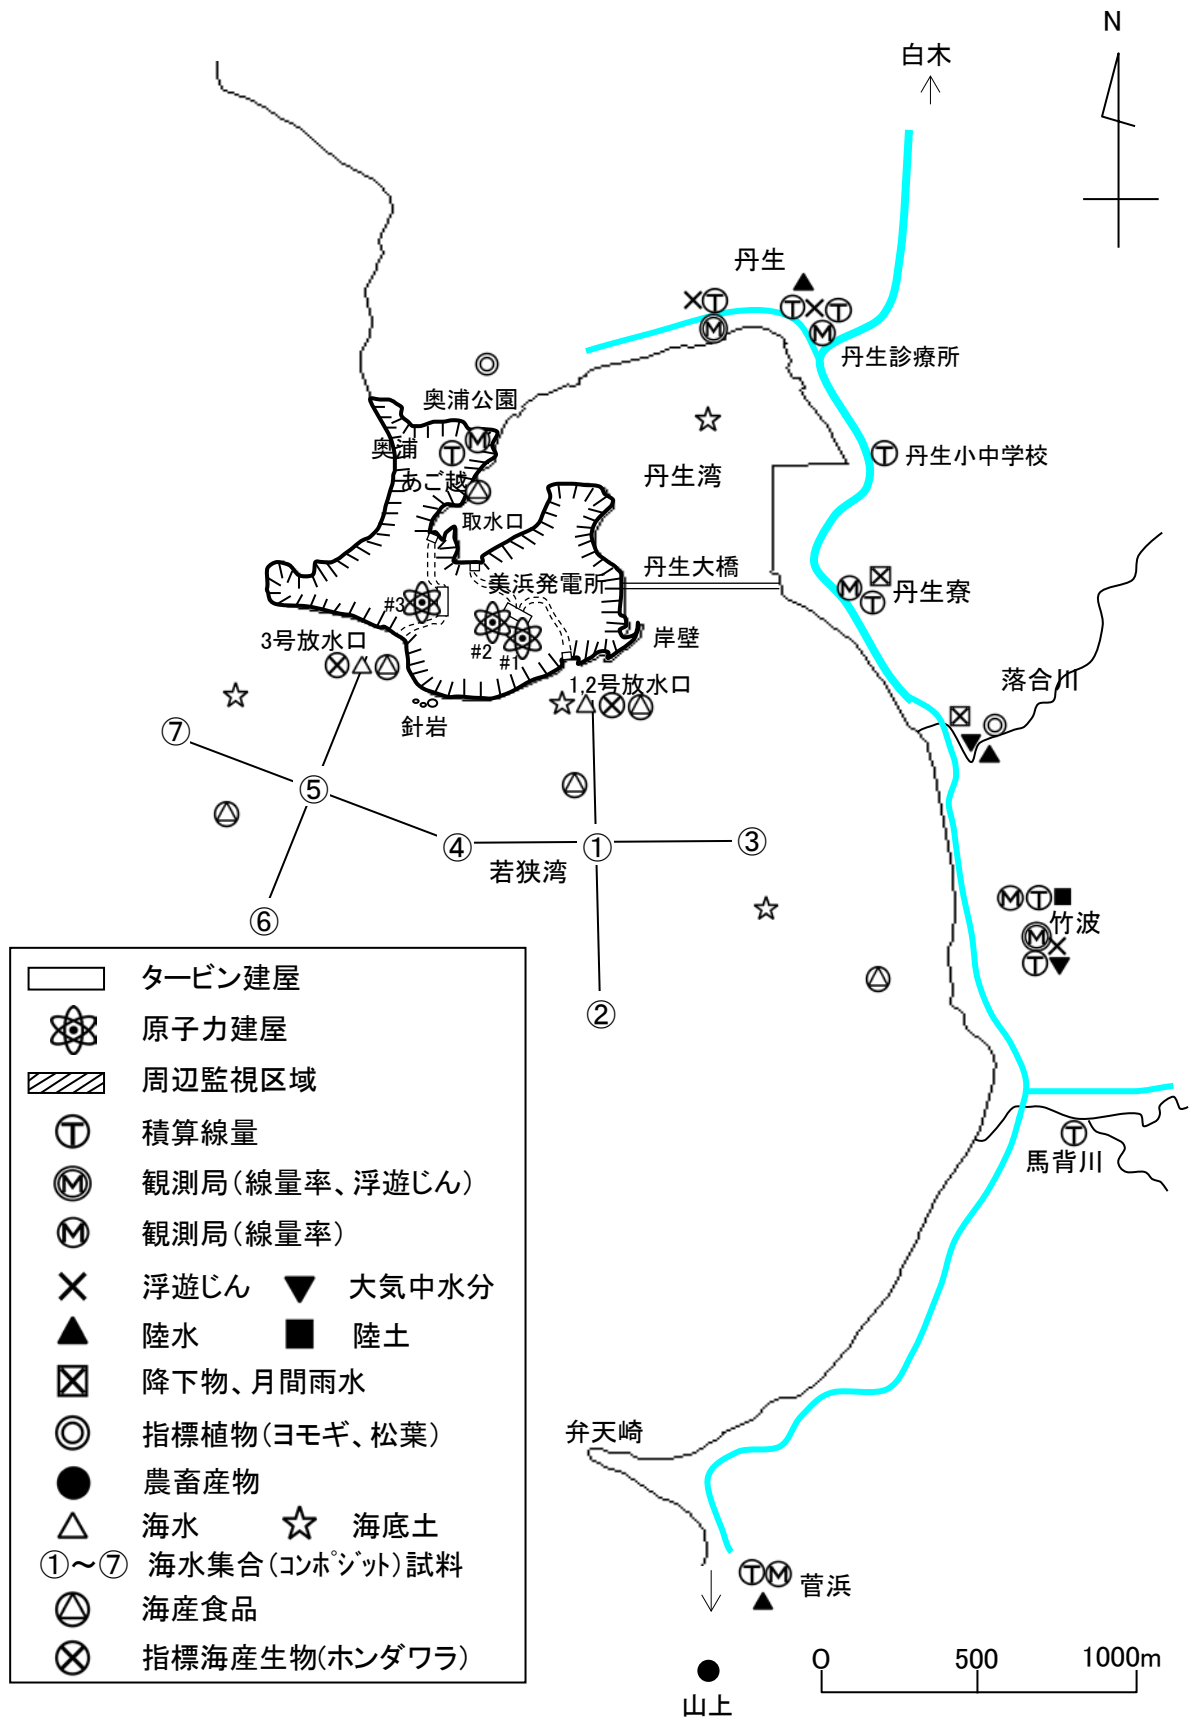 N
白木
丹生
丹生診療所
奥浦公園
奥浦
あご越
取水口
丹生湾
丹生小中学校
美浜発電所
丹生大橋
丹生寮
#3
#2
#1
3号放水口
岸壁
1,2号放水口
落合川
針岩
⑦
⑤
④
①
③
若狭湾
⑥
②
竹波
馬背川
タービン建屋
原子力建屋
周辺監視区域
積算線量
観測局(線量率、浮遊じん)
観測局(線量率)
浮遊じん 大気中水分
陸水 陸土
降下物、月間雨水
指標植物(ヨモギ、松葉)
農畜産物
海水 海底土
①～⑦ 海水集合(コンポジット)試料
海産食品
指標海産生物(ホンダワラ)
弁天崎
菅浜
山上
0 500 1000m